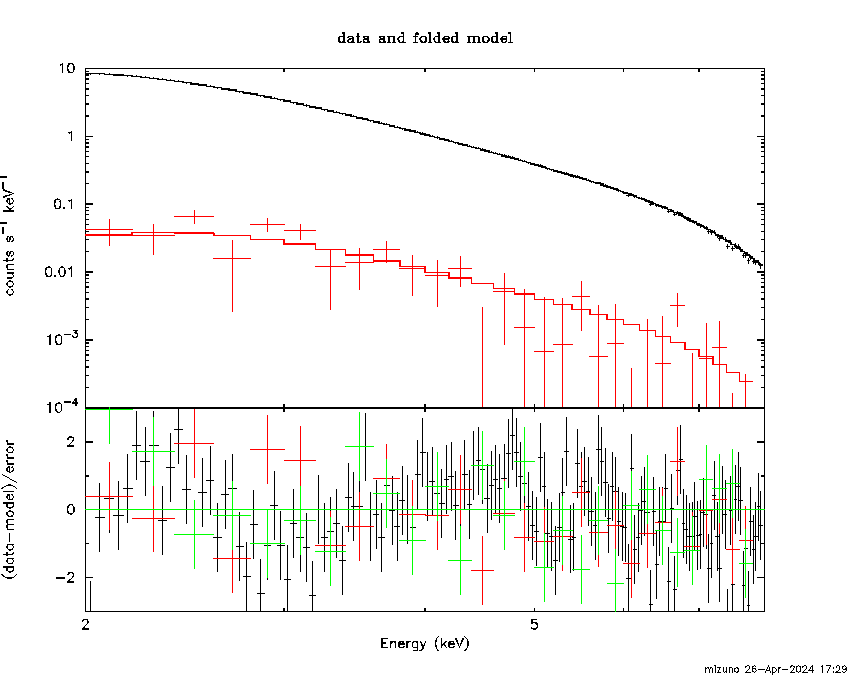 data and folded model
counts s⁻¹ keV⁻¹
10
1
0.1
0.01
10⁻³
10⁻⁴
(data−model)/error
2
0
−2
2
5
Energy (keV)
mizuno 26-Apr-2024 17:29